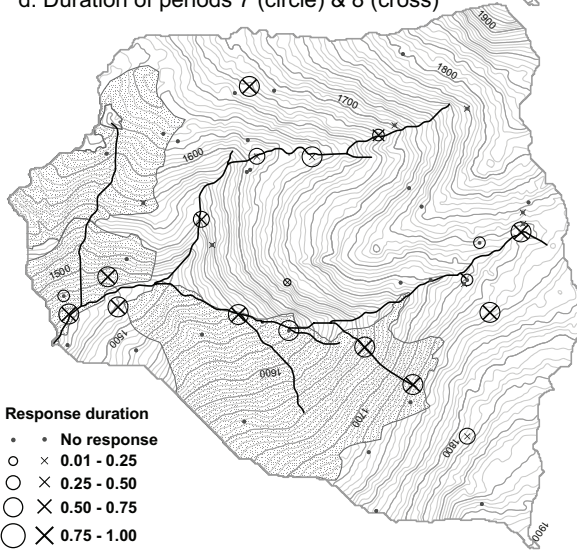 d. Duration of periods 7 (circle) & 8 (cross)
1900
1800
1700
1600
1500
1500
1600
1700
1800
1900
Response duration
No response
0.01 - 0.25
0.25 - 0.50
0.50 - 0.75
0.75 - 1.00